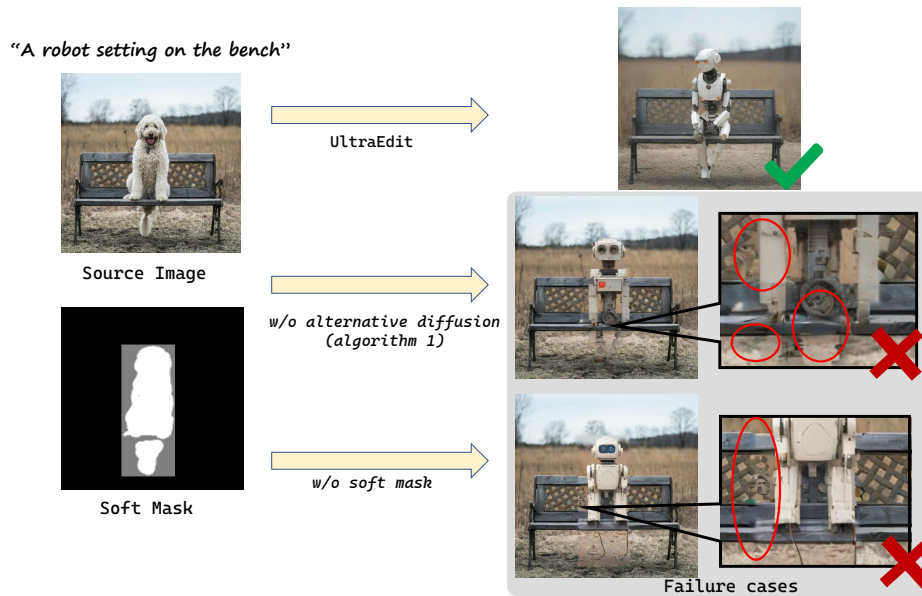 “A robot setting on the bench”
UltraEdit
Source Image
w/o alternative diffusion
(algorithm 1)
w/o soft mask
Soft Mask
Failure cases